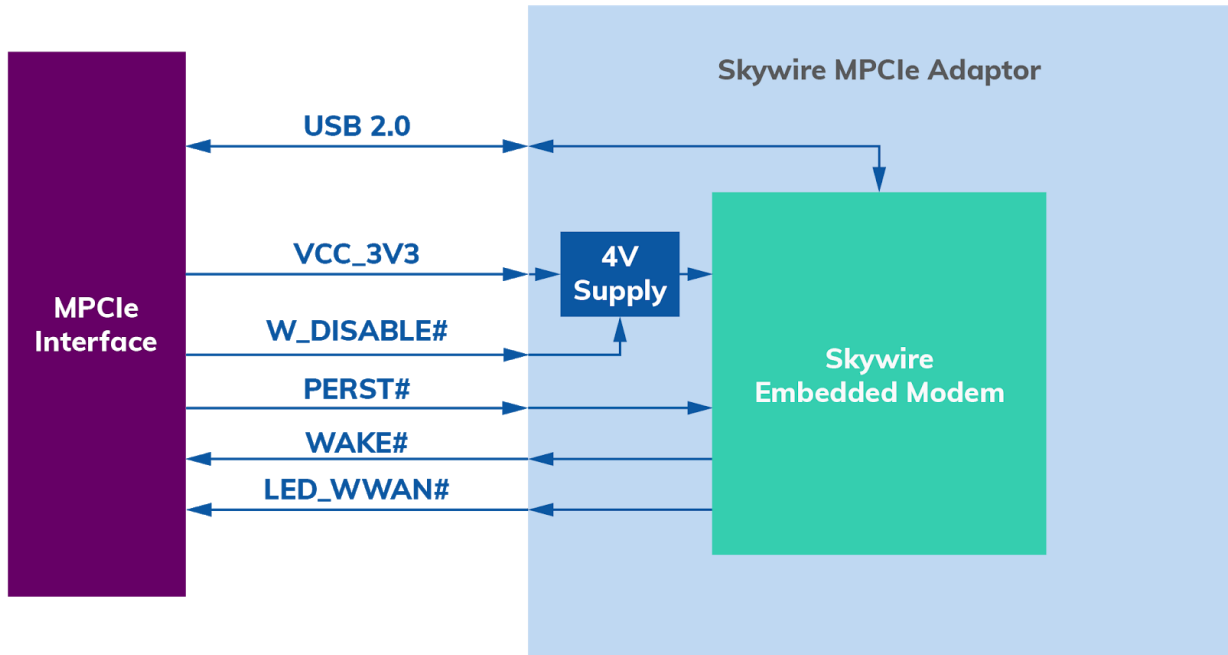 Skywire MPCIe Adaptor
USB 2.0
VCC_3V3
4V
Supply
MPCIe
Interface
W_DISABLE#
Skywire
Embedded Modem
PERST#
WAKE#
LED_WWAN#